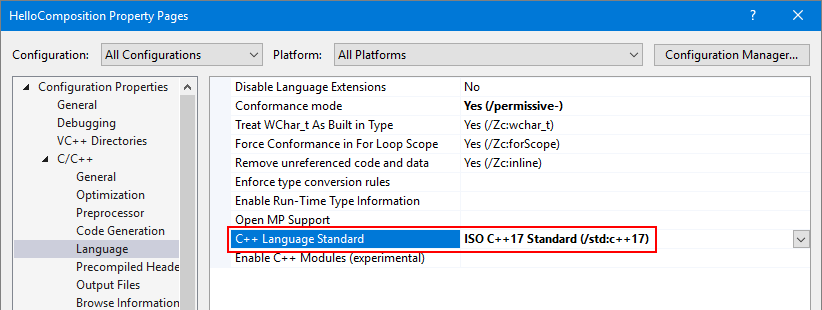 HelloComposition Property Pages ?
Configuration: All Configurations Platform: All Platforms Configuration Manager...
Configuration Properties
General
Debugging
VC++ Directories
C/C++
General
Optimization
Preprocessor
Code Generation
Language
Precompiled Heade
Output Files
Browse Information
Disable Language Extensions No
Conformance mode Yes (/permissive-)
Treat WChar_t As Built in Type Yes (/Zc:wchar_t)
Force Conformance in For Loop Scope Yes (/Zc:forScope)
Remove unreferenced code and data Yes (/Zc:inline)
Enforce type conversion rules
Enable Run-Time Type Information
Open MP Support
C++ Language Standard ISO C++17 Standard (/std:c++17)
Enable C++ Modules (experimental)